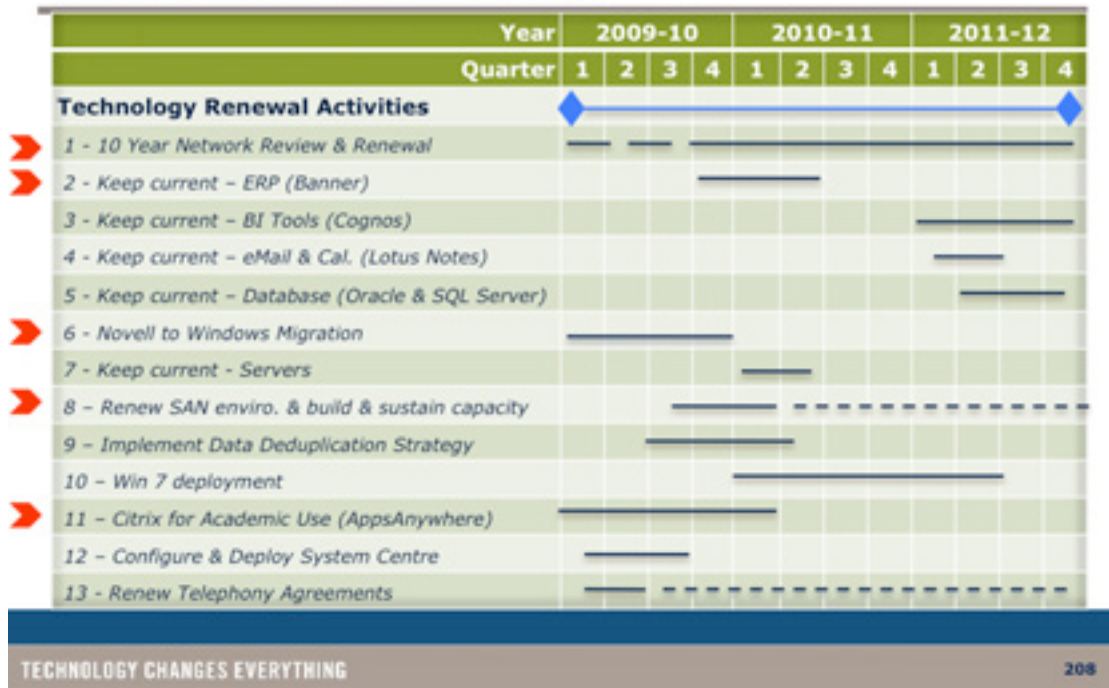 Year 2009-10 2010-11 2011-12
Quarter 1 2 3 4 1 2 3 4 1 2 3 4
Technology Renewal Activities
1 - 10 Year Network Review & Renewal
2 - Keep current – ERP (Banner)
3 - Keep current – BI Tools (Cognos)
4 - Keep current – eMail & Cal. (Lotus Notes)
5 - Keep current – Database (Oracle & SQL Server)
6 - Novell to Windows Migration
7 - Keep current - Servers
8 – Renew SAN enviro. & build & sustain capacity
9 – Implement Data Deduplication Strategy
10 – Win 7 deployment
11 – Citrix for Academic Use (AppsAnywhere)
12 – Configure & Deploy System Centre
13 - Renew Telephony Agreements
TECHNOLOGY CHANGES EVERYTHING 208